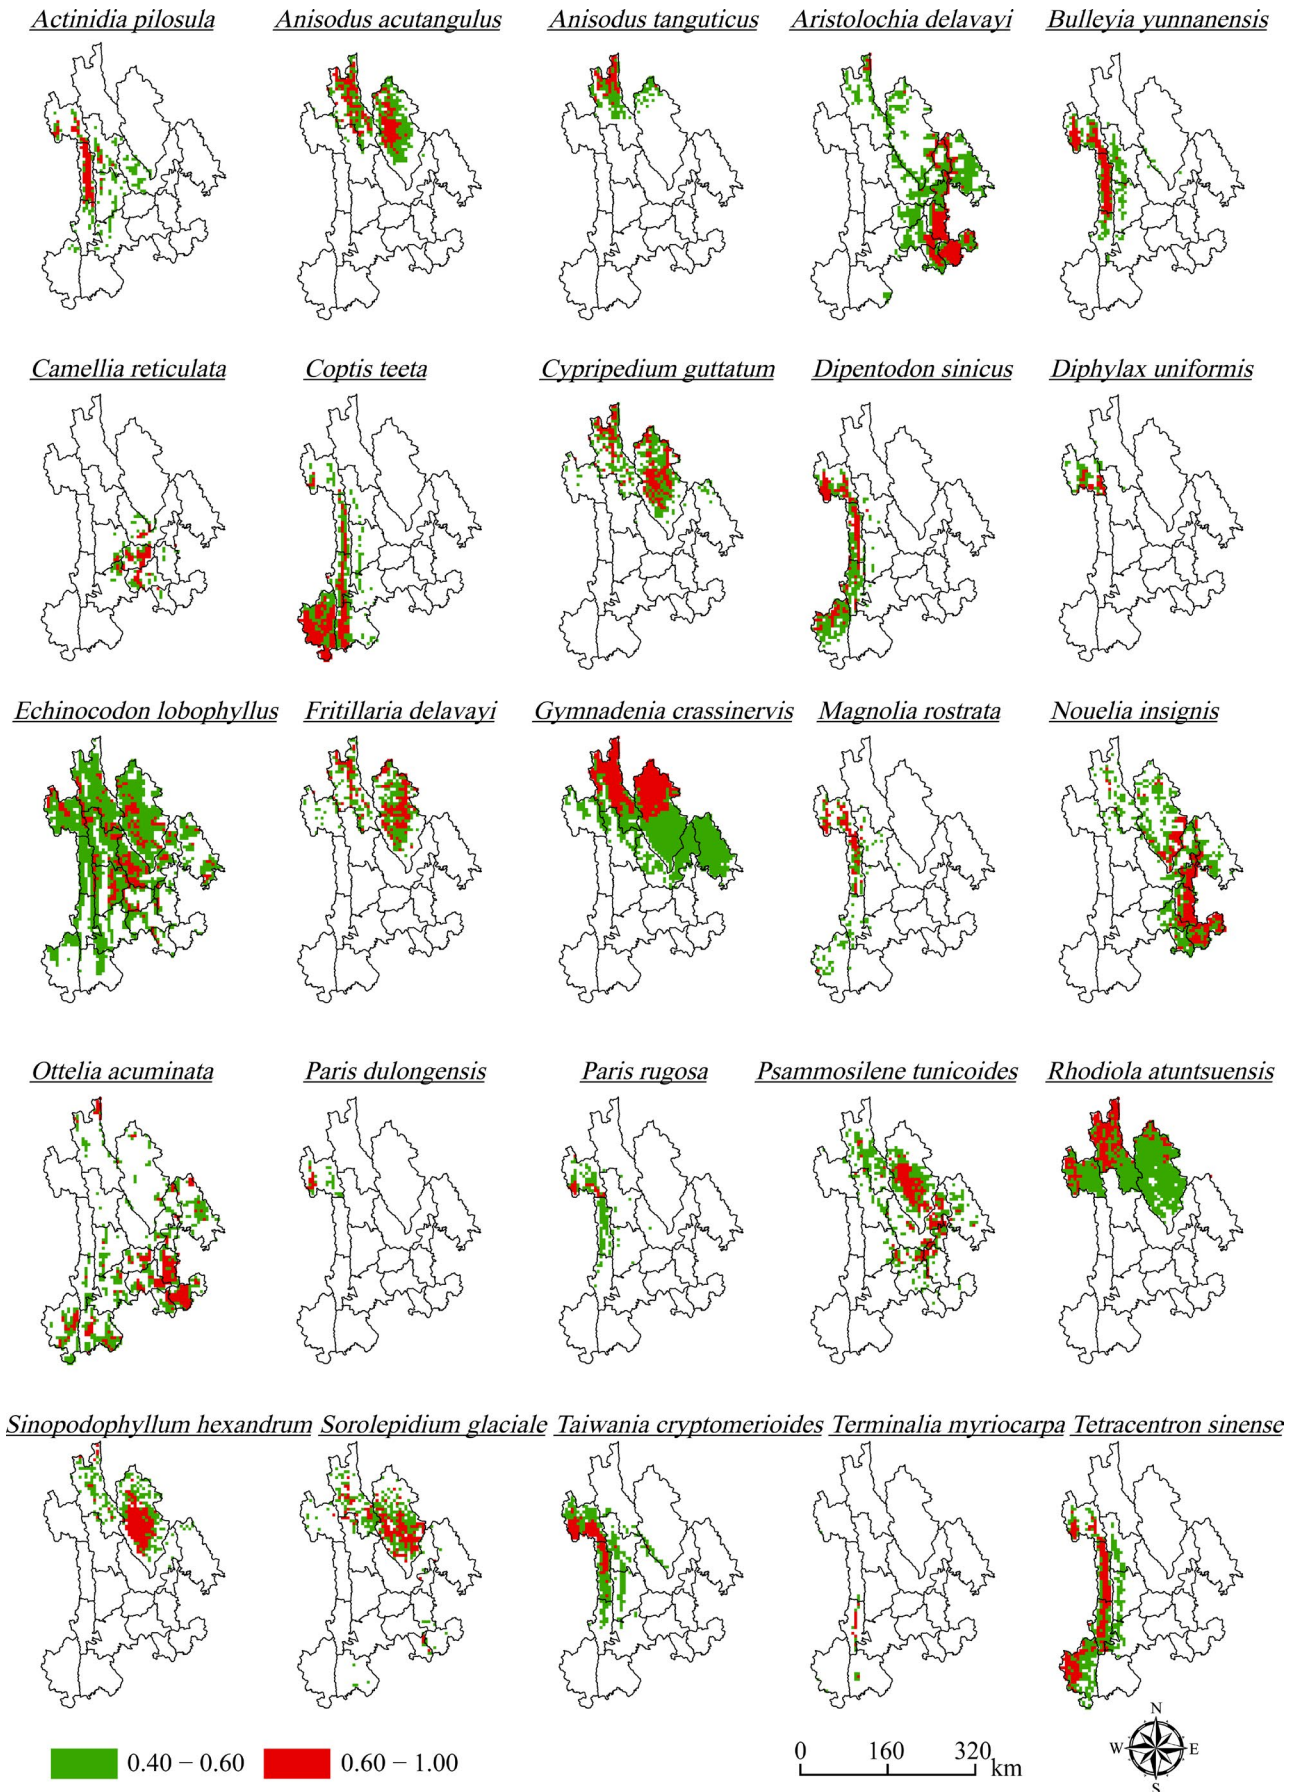 Actinidia pilosula Anisodus acutangulus Anisodus tanguticus Aristolochia delavayi Bulleyia yunnanensis
Camellia reticulata Coptis teeta Cypripedium guttatum Dipentodon sinicus Diphylax uniformis
Echinocodon lobophyllus Fritillaria delavayi Gymnadenia crassinervis Magnolia rostrata Nouelia insignis
Ottelia acuminata Paris dulongensis Paris rugosa Psammosilene tunicoides Rhodiola atuntsuensis
Sinopodophyllum hexandrum Sorolepidium glaciale Taiwania cryptomerioides Terminalia myriocarpa Tetracentron sinense
0.40 – 0.60 0.60 – 1.00
0 160 320
km
N
W E
S